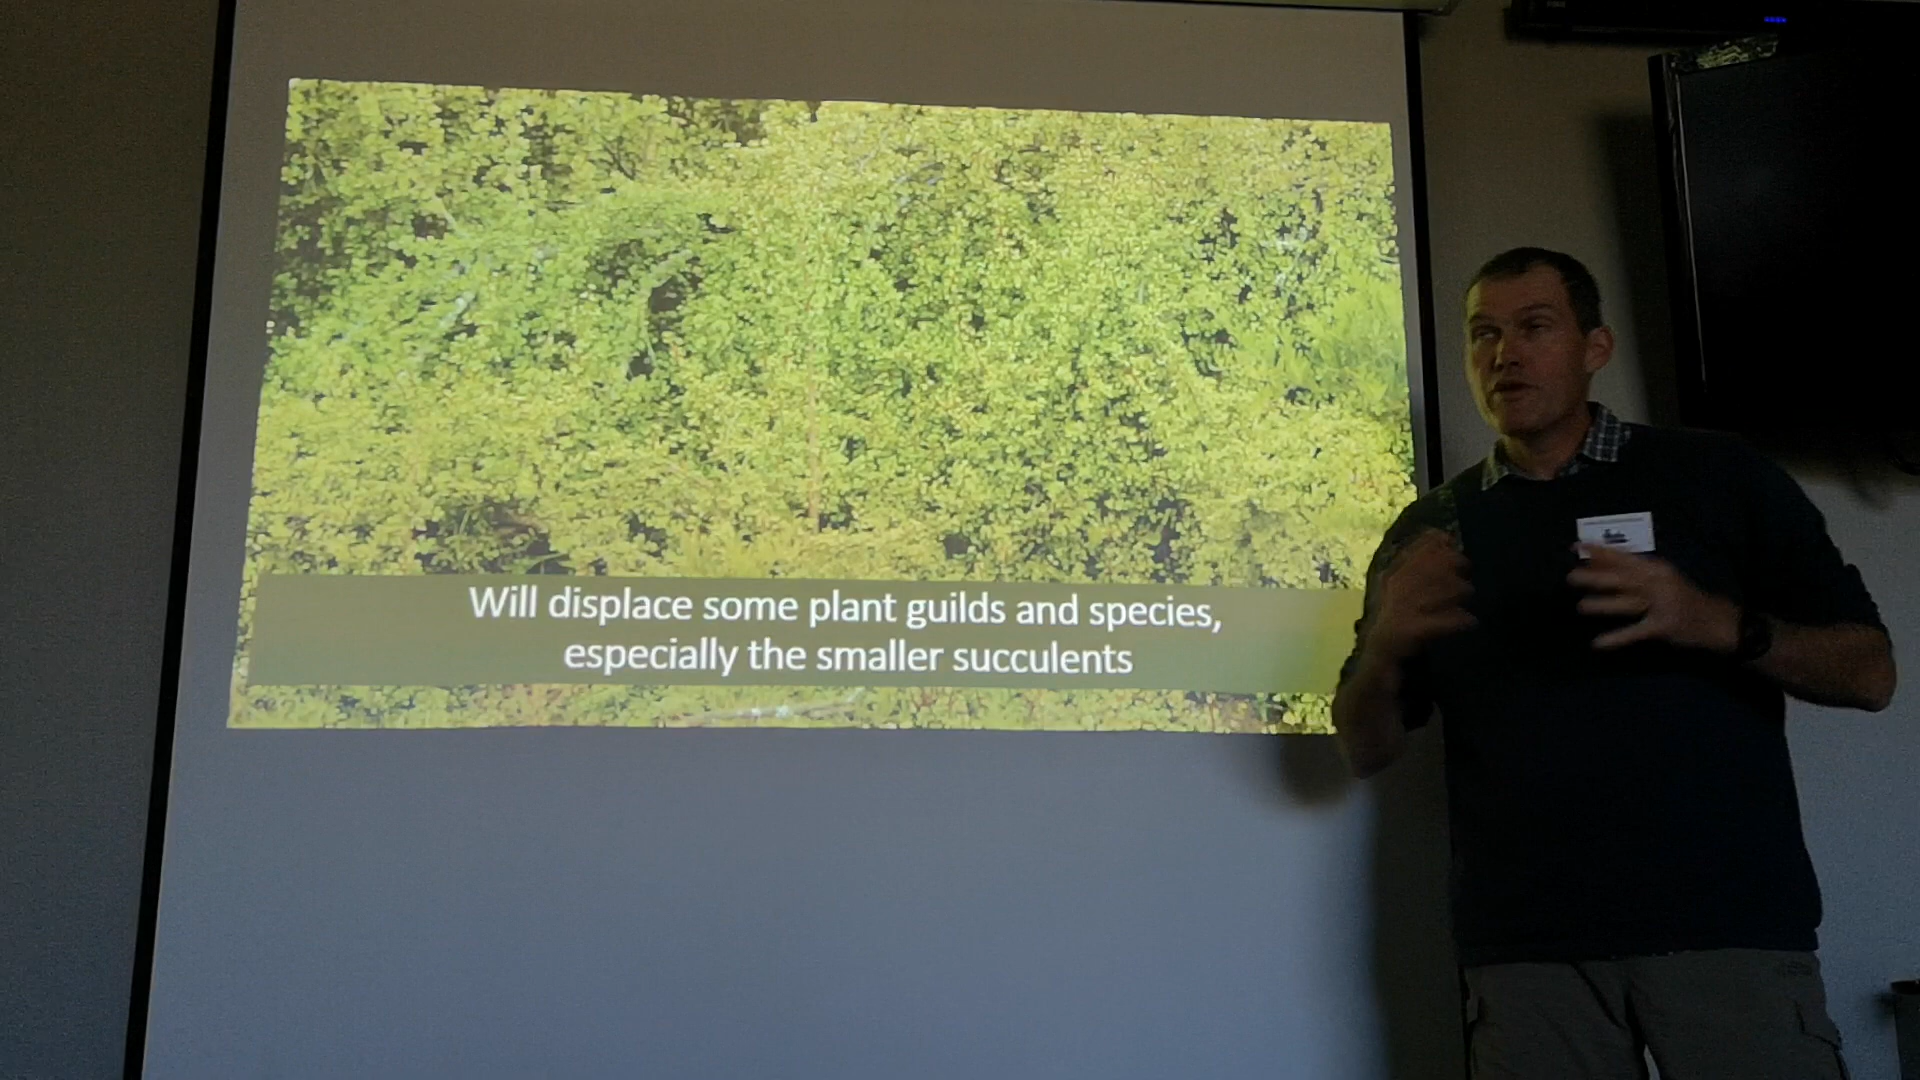 Will displace some plant guilds and species,
especially the smaller succulents